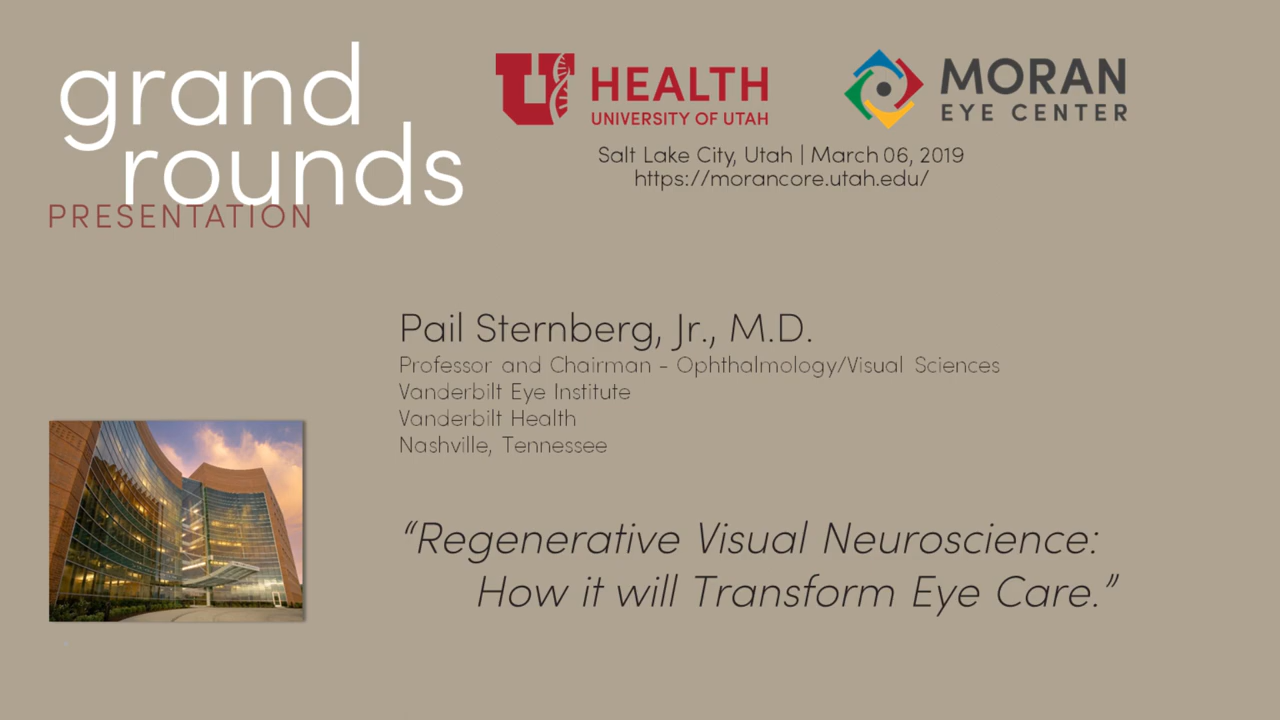 grand
rounds
PRESENTATION
U HEALTH
UNIVERSITY OF UTAH
MORAN
EYE CENTER
Salt Lake City, Utah | March 06, 2019
https://morancore.utah.edu/
Pail Sternberg, Jr., M.D.
Professor and Chairman - Ophthalmology/Visual Sciences
Vanderbilt Eye Institute
Vanderbilt Health
Nashville, Tennessee
“Regenerative Visual Neuroscience:
How it will Transform Eye Care.”